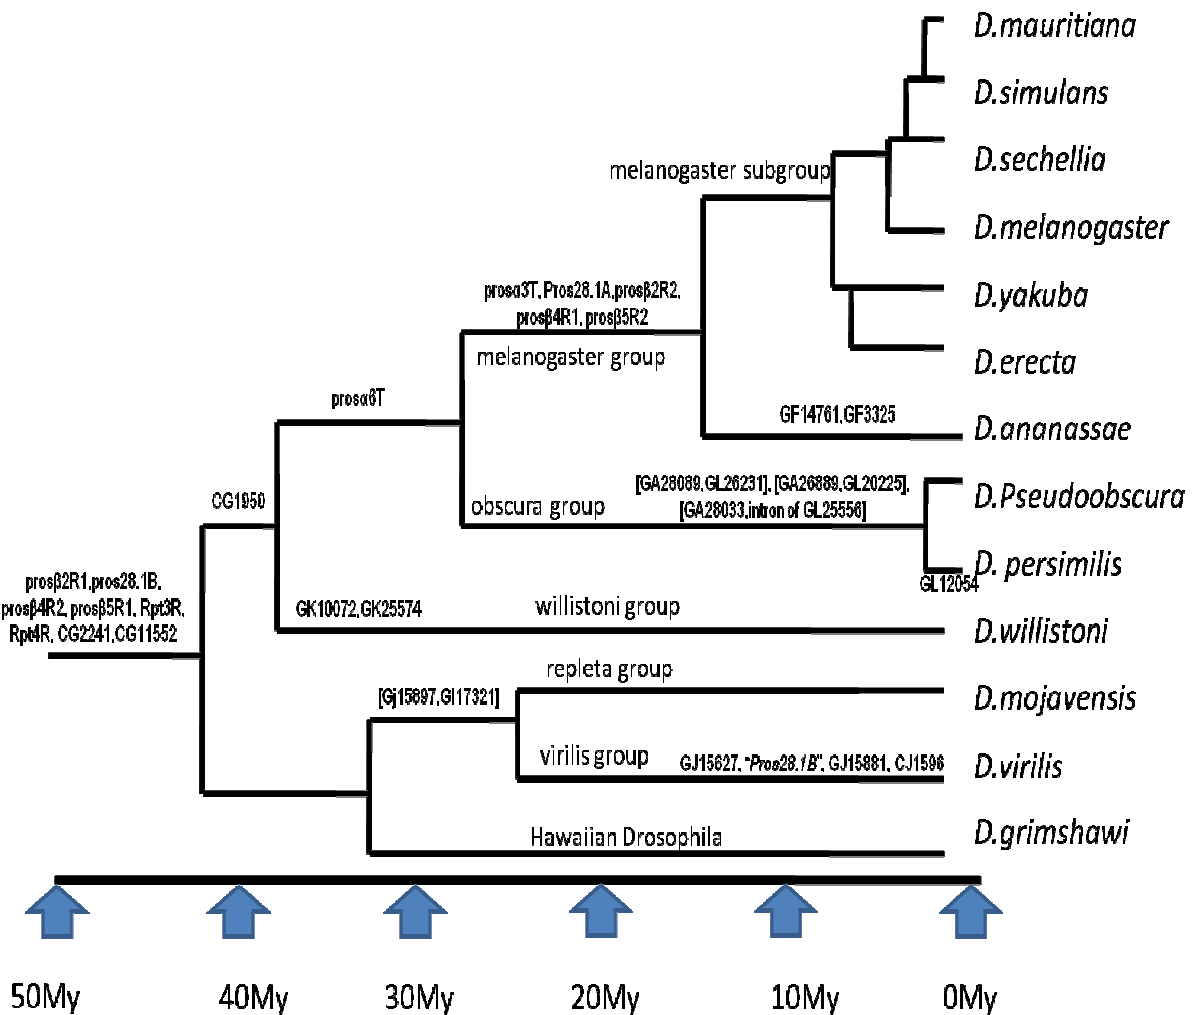 D.mauritiana
D.simulans
D.sechellia
melanogaster subgroup
D.melanogaster
prosα3T, Pros28.1A,prosβ2R2,
prosβ4R1, prosβ5R2
D.yakuba
melanogaster group
D.erecta
prosα6T
GF14761,GF3325
D.ananassae
CG1950
[GA28089,GL26231], [GA26889,GL20225],
[GA28033,intron of GL25556]
obscura group
D.Pseudoobscura
D. persimilis
GL12054
prosβ2R1,pros28.1B,
prosβ4R2, prosβ5R1, Rpt3R,
Rpt4R, CG2241,CG11552
GK10072,GK25574
willistoni group
D.willistoni
repleta group
[Gj15897,GI17321]
D.mojavensis
virilis group
GJ15627, "Pros28.1B", GJ15881, CJ1596
D.virilis
Hawaiian Drosophila
D.grimshawi
50My 40My 30My 20My 10My 0My